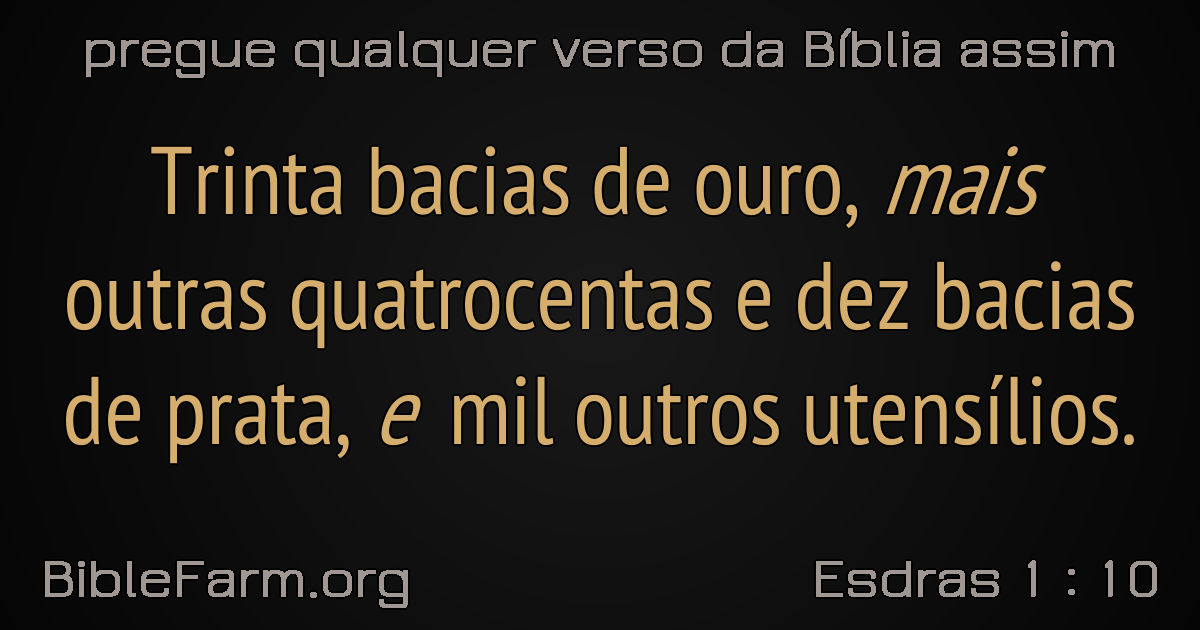 pregue qualquer verso da Bíblia assim
Trinta bacias de ouro, mais
outras quatrocentas e dez bacias
de prata, e mil outros utensílios.
BibleFarm.org
Esdras 1 : 10